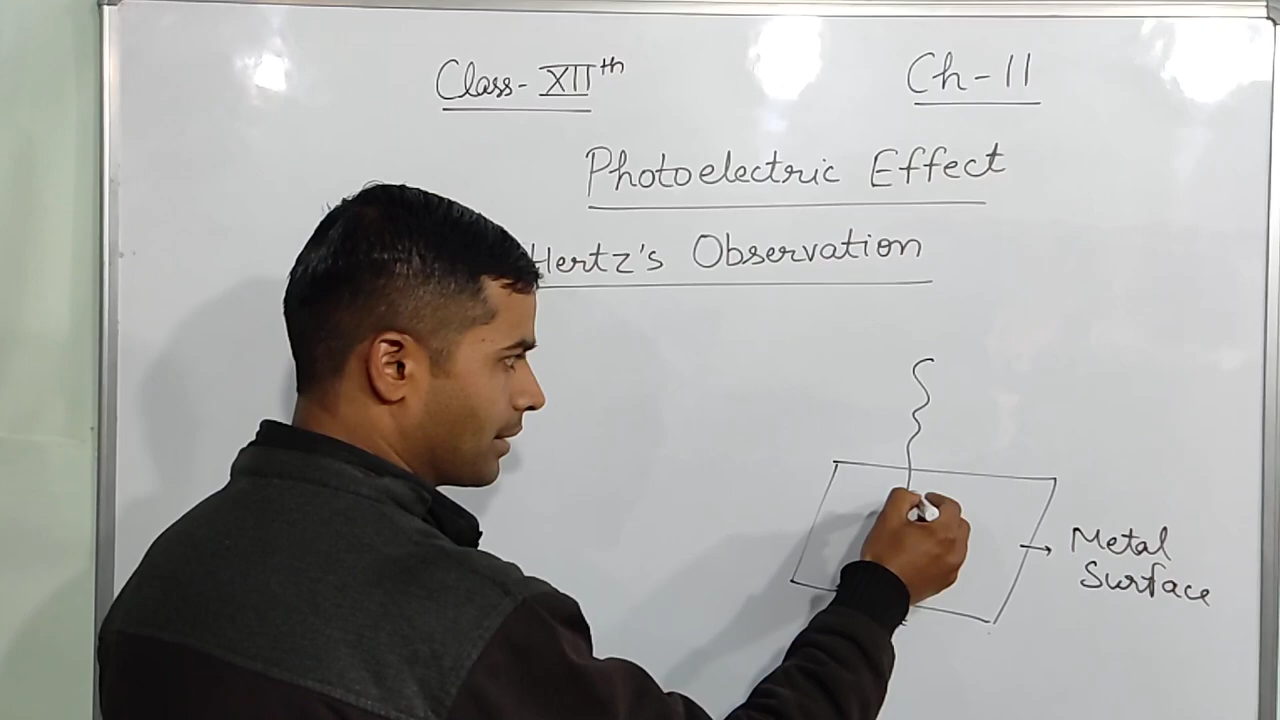 Class-XIIth
Ch-11
Photoelectric Effect
Hertz's Observation
Metal
Surface